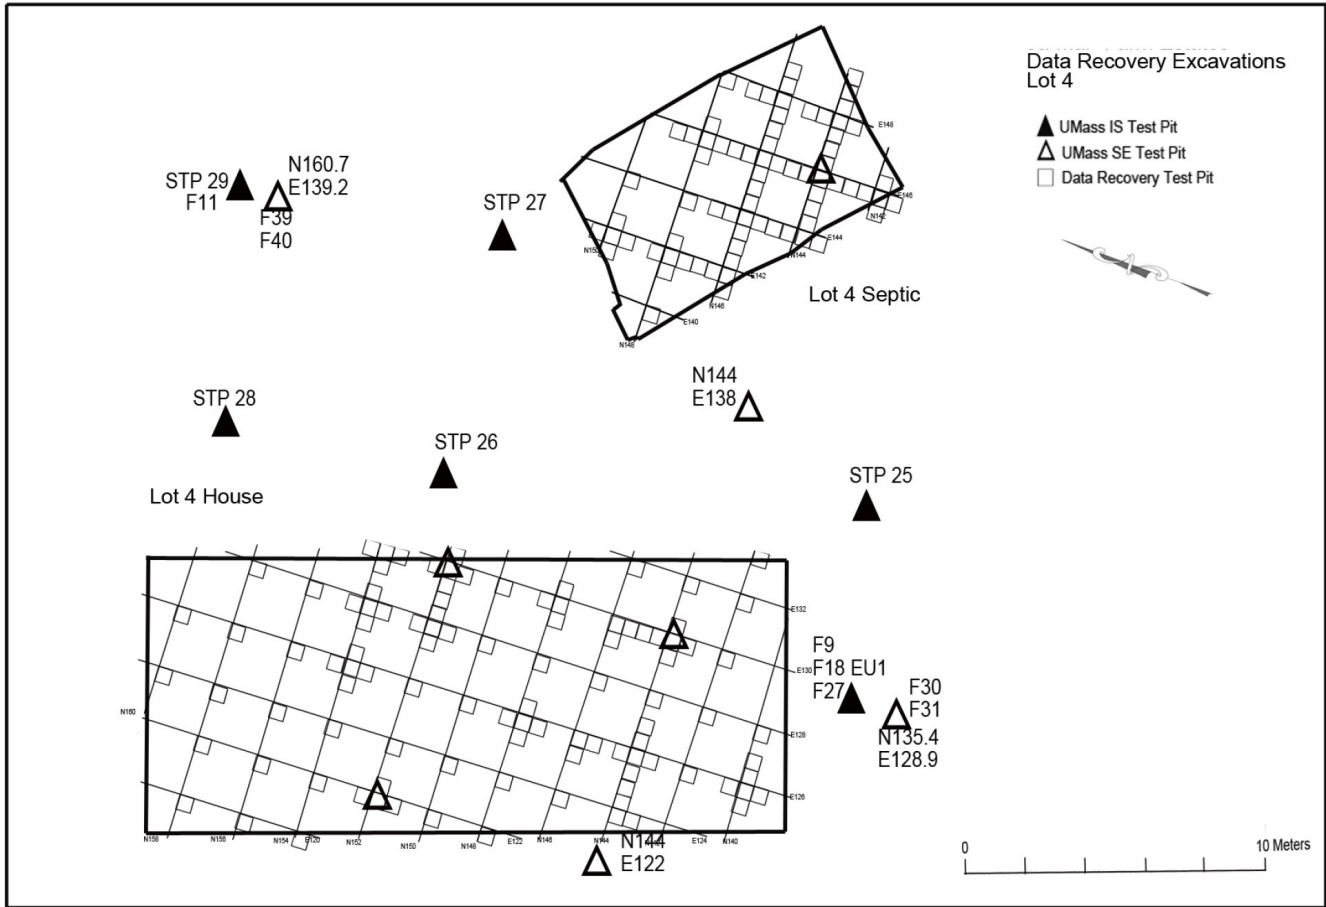 Data Recovery Excavations
Lot 4
UMass IS Test Pit
UMass SE Test Pit
Data Recovery Test Pit
STP 29
F11
N160.7
E139.2
F39
F40
STP 27
E148
E146
N142
E144
N144
E142
N146
N150
E140
N148
Lot 4 Septic
N144
E138
STP 28
STP 26
STP 25
Lot 4 House
E132
F9
F18 EU1
F27
E130
F30
F31
N135.4
E128.9
N160
E128
E126
N158
N156
N154
E120
N152
N150
N148
E122
N146
N144
E124
N140
N144
E122
0
10 Meters